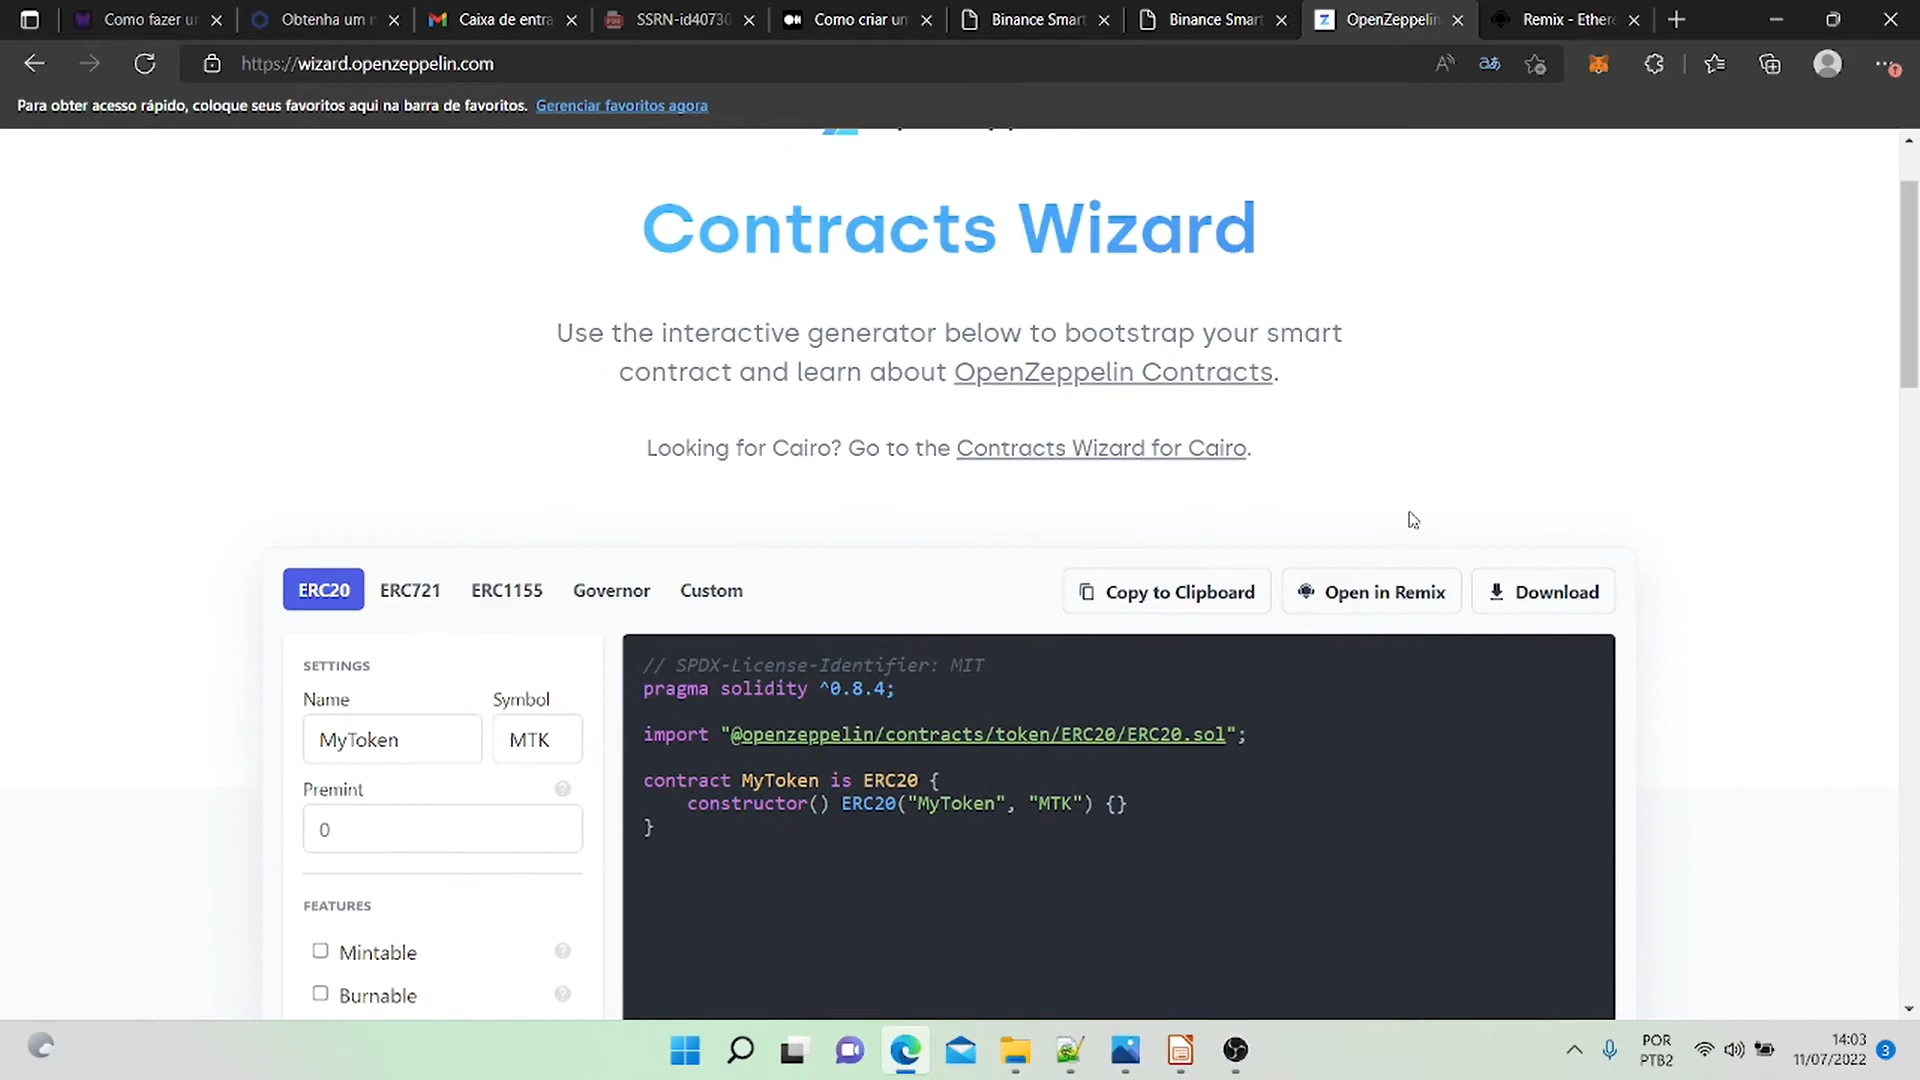 Como fazer un
Obtenha um n
Caixa de entra
SSRN-id40730
Como criar un
Binance Smart
Binance Smart
OpenZeppelin
Remix - Ethere
https://wizard.openzeppelin.com
Para obter acesso rápido, coloque seus favoritos aqui na barra de favoritos. Gerenciar favoritos agora
Contracts Wizard
Use the interactive generator below to bootstrap your smart
contract and learn about OpenZeppelin Contracts.
Looking for Cairo? Go to the Contracts Wizard for Cairo.
ERC20 ERC721 ERC1155 Governor Custom
Copy to Clipboard Open in Remix Download
SETTINGS
Name Symbol
MyToken MTK
Premint ?
0
FEATURES
Mintable ?
Burnable ?
// SPDX-License-Identifier: MIT
pragma solidity ^0.8.4;
import "@openzeppelin/contracts/token/ERC20/ERC20.sol";
contract MyToken is ERC20 {
constructor() ERC20("MyToken", "MTK") {}
}
POR
PTB2
14:03
11/07/2022
3